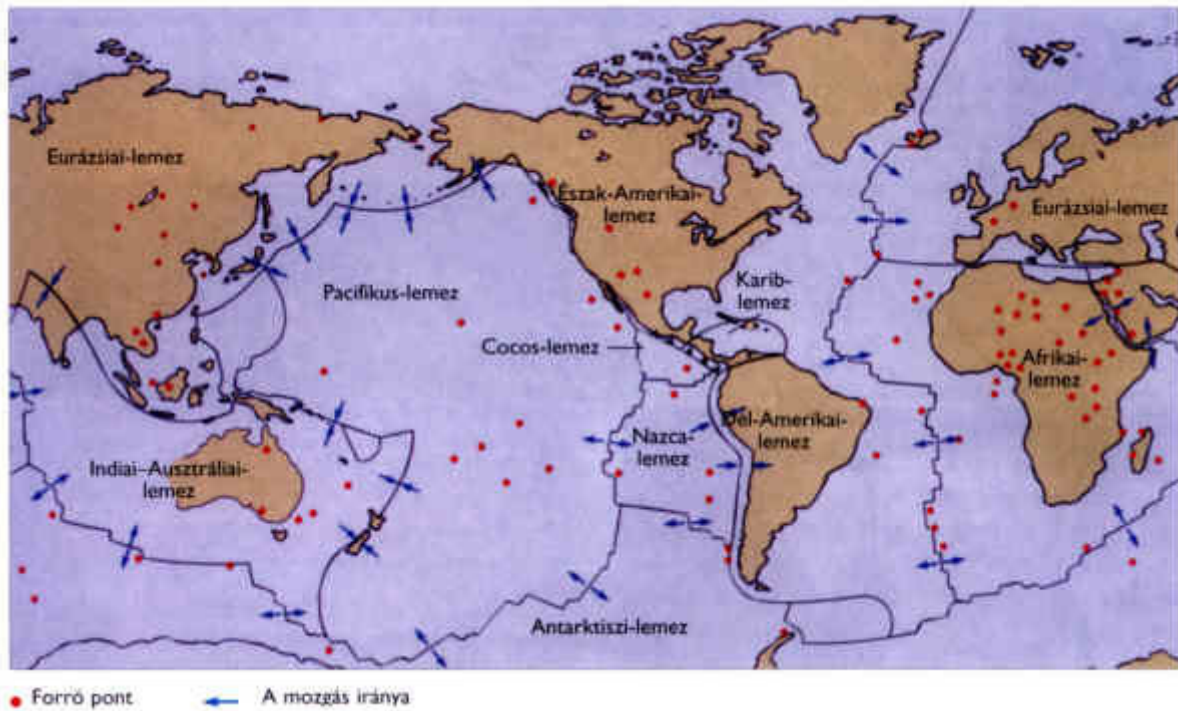 Eurázsiai-lemez
Észak-Amerikai-
lemez
Eurázsiai-lemez
Pacifikus-lemez
Karib-
lemez
Cocos-lemez
Afrikai-
lemez
Nazca-
lemez
Dél-Amerikai-
lemez
Indiai–Ausztráliai-
lemez
Antarktiszi-lemez
Forró pont
A mozgás iránya